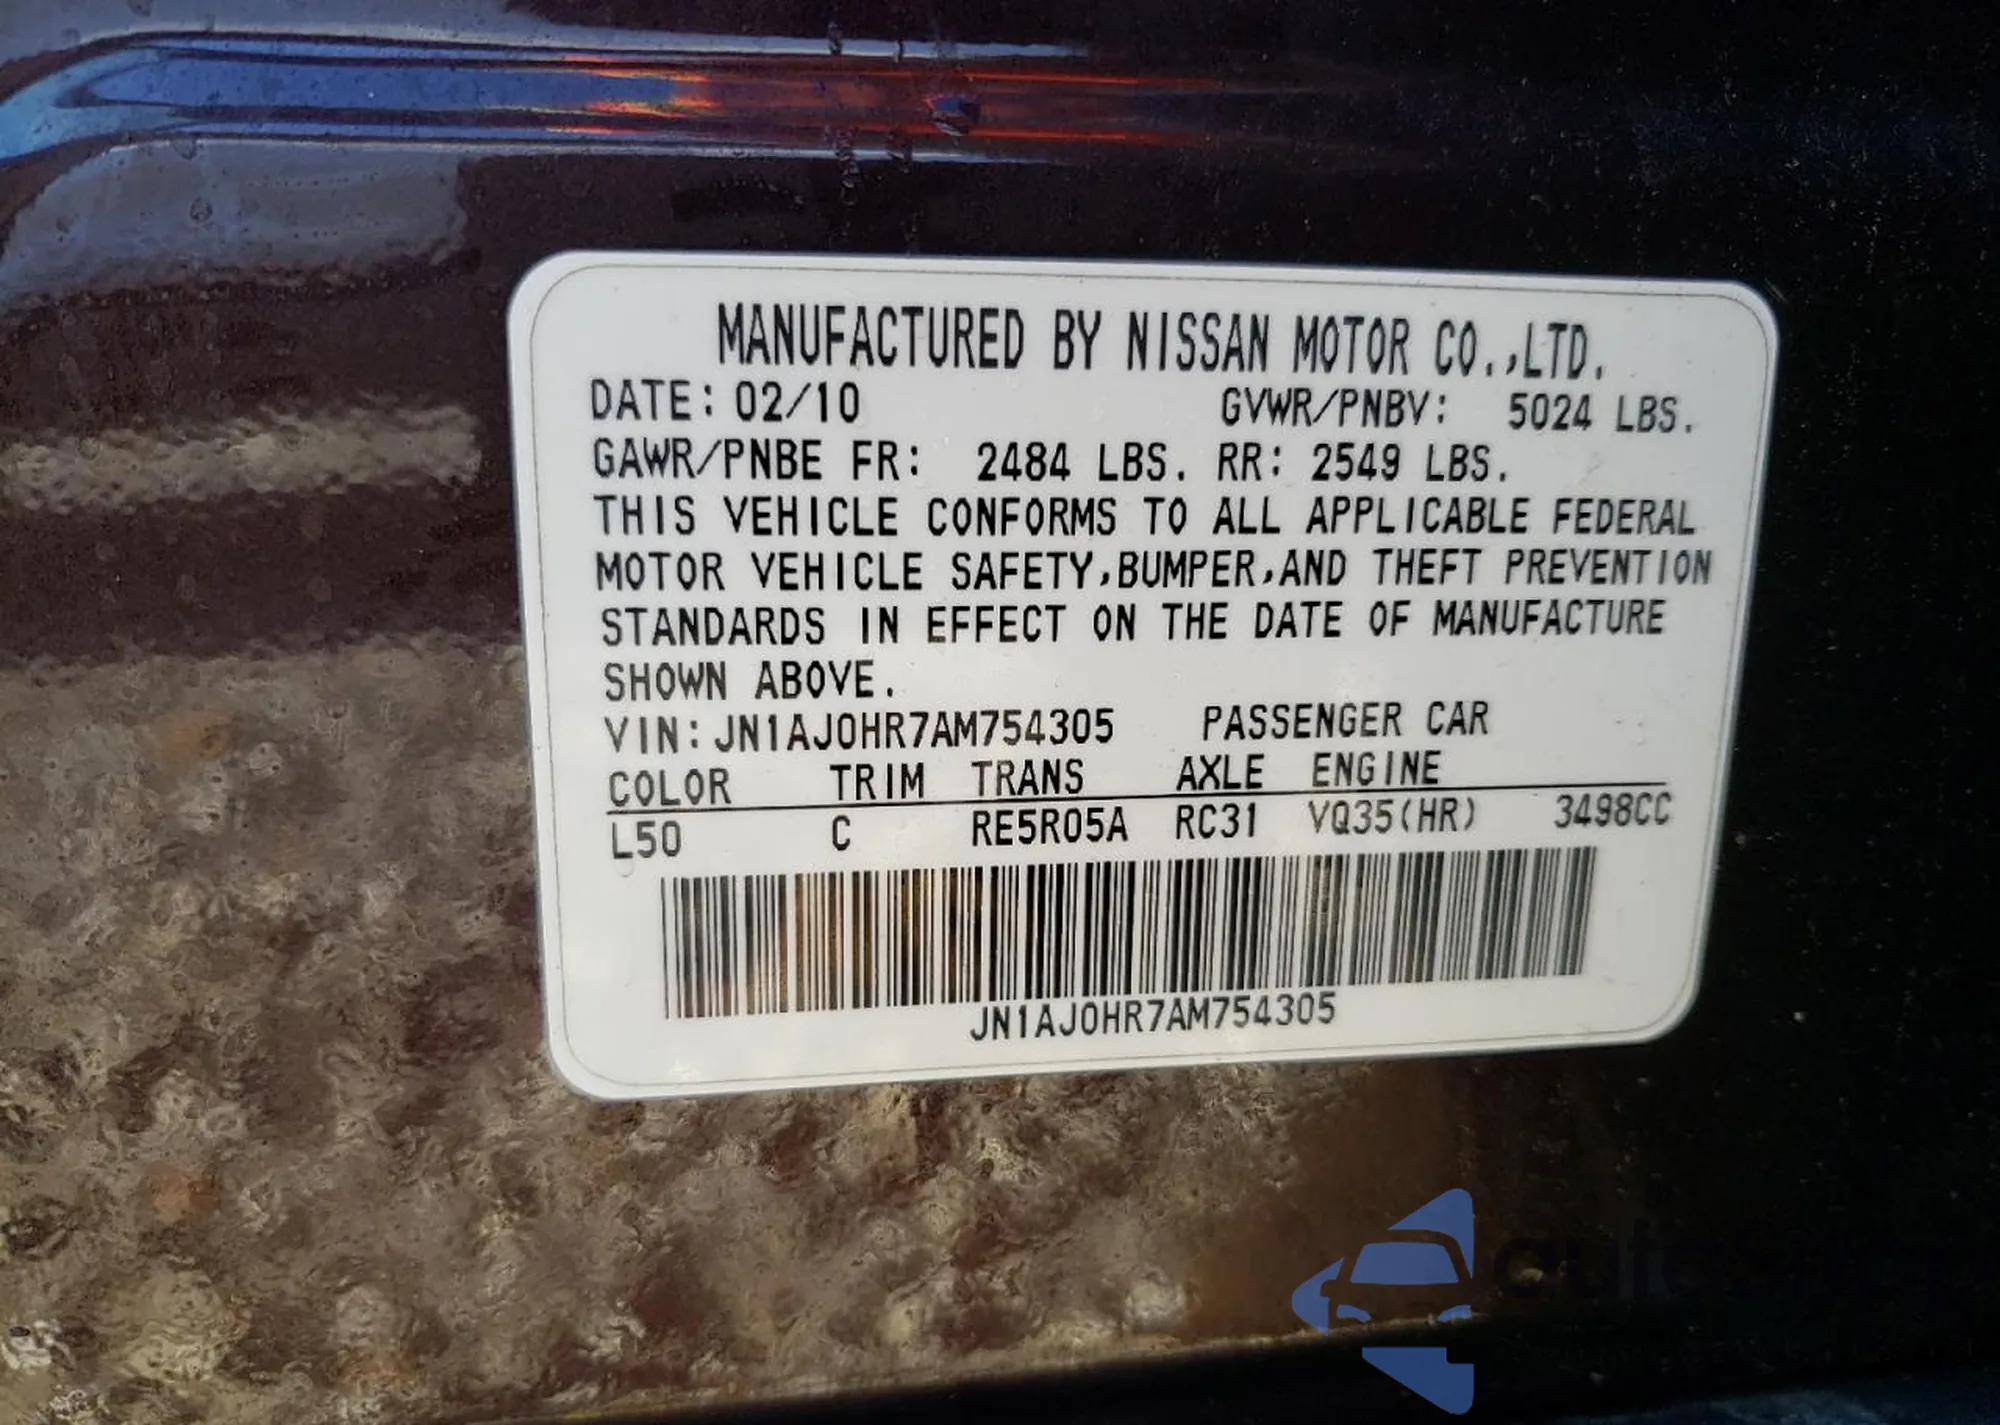 MANUFACTURED BY NISSAN MOTOR CO.,LTD.
DATE: 02/10 GVWR/PNBV: 5024 LBS.
GAWR/PNBE FR: 2484 LBS. RR: 2549 LBS.
THIS VEHICLE CONFORMS TO ALL APPLICABLE FEDERAL
MOTOR VEHICLE SAFETY,BUMPER,AND THEFT PREVENTION
STANDARDS IN EFFECT ON THE DATE OF MANUFACTURE
SHOWN ABOVE.
VIN:JN1AJ0HR7AM754305 PASSENGER CAR
COLOR TRIM TRANS AXLE ENGINE
L50 C RE5R05A RC31 VQ35(HR) 3498CC
JN1AJ0HR7AM754305